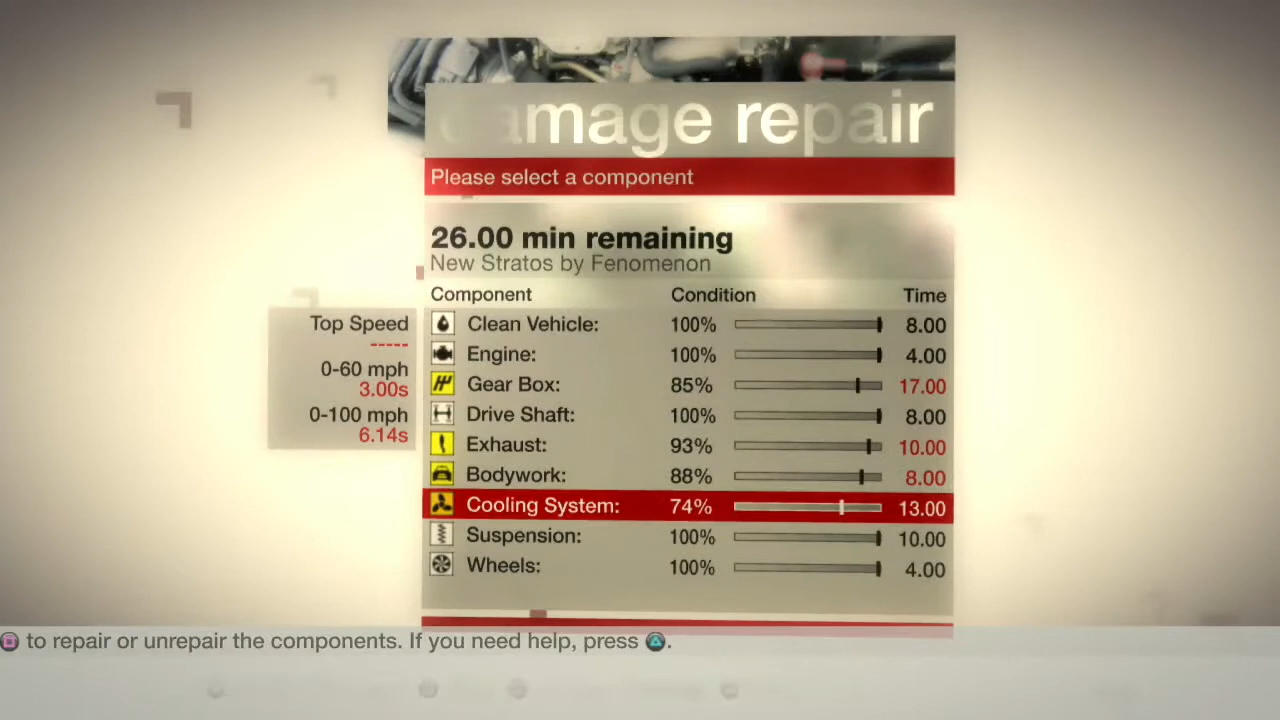 damage repair
Please select a component
26.00 min remaining
New Stratos by Fenomenon
Component Condition Time
Clean Vehicle: 100% 8.00
Engine: 100% 4.00
Gear Box: 85% 17.00
Drive Shaft: 100% 8.00
Exhaust: 93% 10.00
Bodywork: 88% 8.00
Cooling System: 74% 13.00
Suspension: 100% 10.00
Wheels: 100% 4.00
Top Speed
-----
0-60 mph
3.00s
0-100 mph
6.14s
to repair or unrepair the components. If you need help, press .